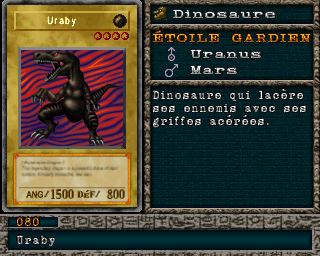 Uraby
ANG/1500 DÉF/ 800
Dinosaure
ÉTOILE GARDIEN
Uranus
Mars
Dinosaure qui lacère
ses ennemis avec ses
griffes acérées.
080
Uraby